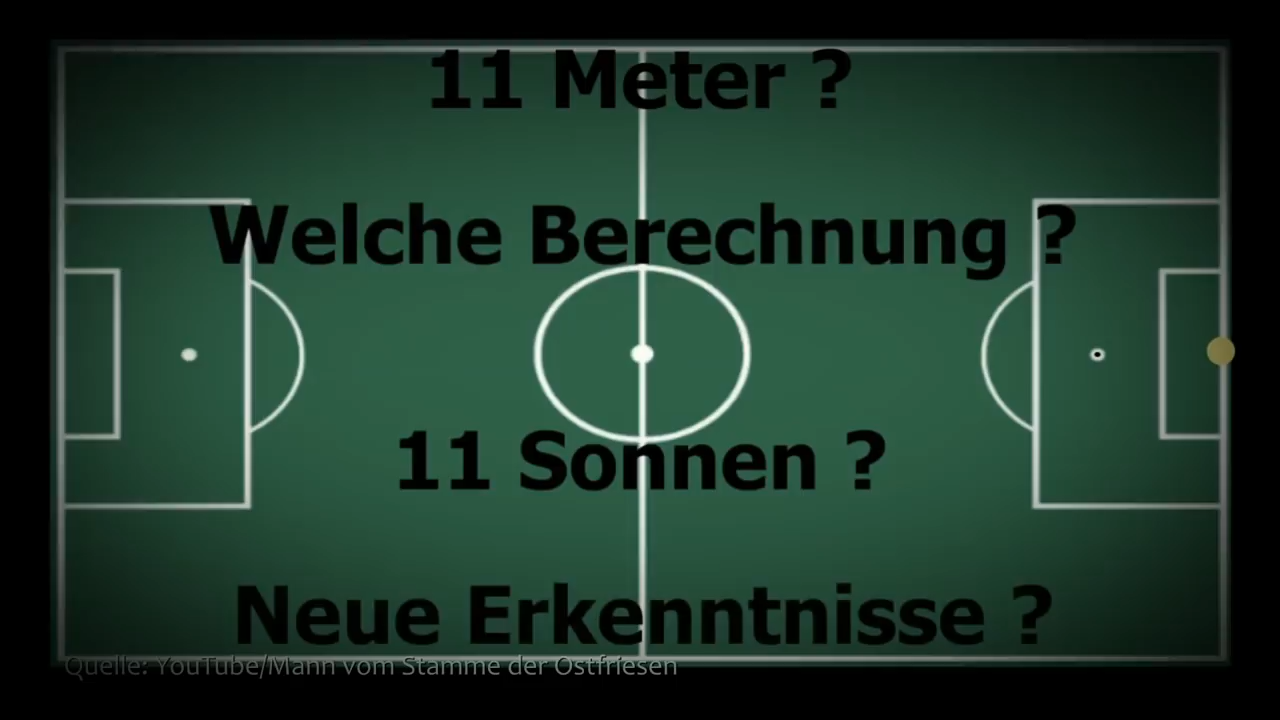 11 Meter ?
Welche Berechnung ?
11 Sonnen ?
Neue Erkenntnisse ?
Quelle: YouTube/Mann vom Stamme der Ostfriesen